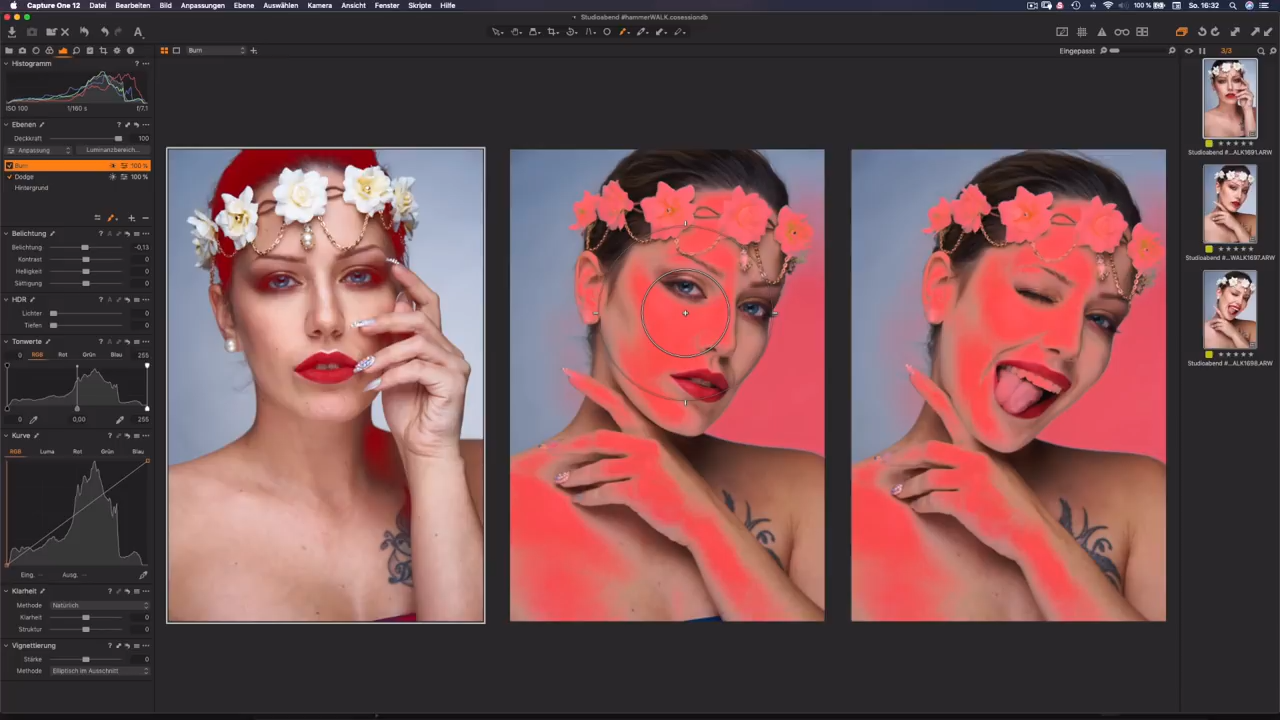 Capture One 12 Datei Bearbeiten Bild Anpassungen Ebene Auswählen Kamera Ansicht Fenster Skripte Hilfe
100 % So. 16:32
Studioabend #hammerWALK.cosessiondb
Burn
Eingepasst
3/3
Histogramm
ISO 100 1/160 s f/7.1
Ebenen
Deckkraft 100
Anpassung Luminanzbereich...
Burn 100 %
Dodge 100 %
Hintergrund
Belichtung
Belichtung -0,13
Kontrast 0
Helligkeit 0
Sättigung 0
HDR
Lichter 0
Tiefen 0
Tonwerte
0 RGB Rot Grün Blau 255
0 0,00 255
Kurve
RGB Luma Rot Grün Blau
Eing. -- Ausg. --
Klarheit
Methode Natürlich
Klarheit 0
Struktur 0
Vignettierung
Stärke 0
Methode Elliptisch im Ausschnitt
Studioabend #...ALK1691.ARW
Studioabend #...WALK1697.ARW
Studioabend #...ALK1698.ARW